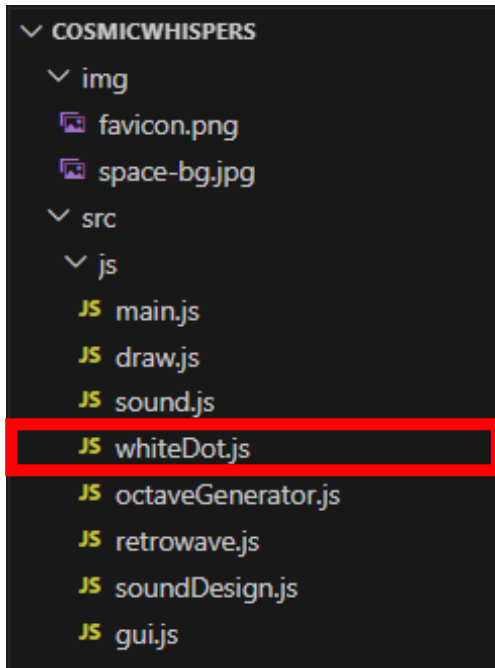 COSMICWHISPERS
img
favicon.png
space-bg.jpg
src
js
JS main.js
JS draw.js
JS sound.js
JS whiteDot.js
JS octaveGenerator.js
JS retrowave.js
JS soundDesign.js
JS gui.js